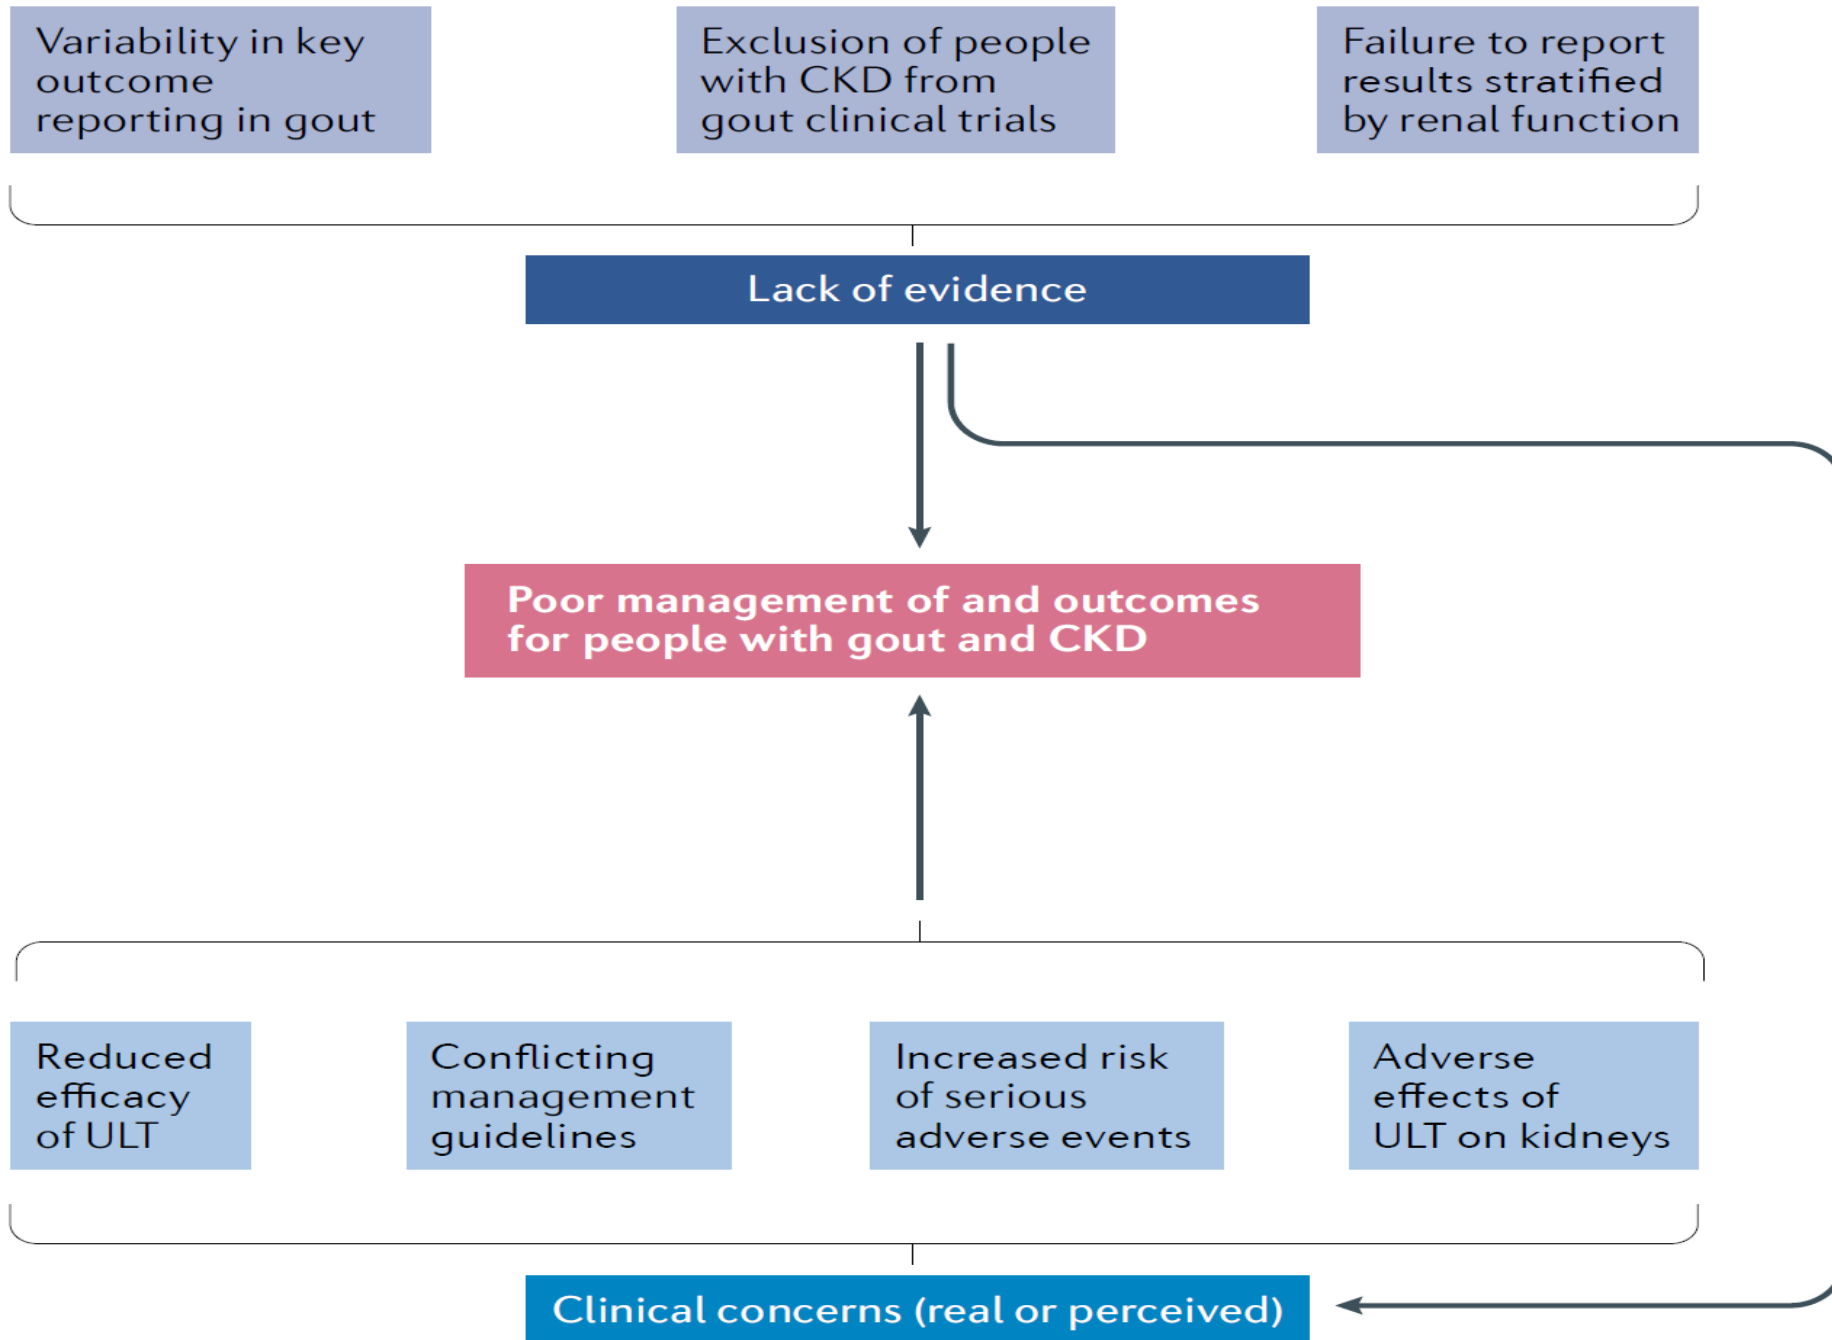 Variability in key
outcome
reporting in gout
Exclusion of people
with CKD from
gout clinical trials
Failure to report
results stratified
by renal function
Lack of evidence
Poor management of and outcomes
for people with gout and CKD
Reduced
efficacy
of ULT
Conflicting
management
guidelines
Increased risk
of serious
adverse events
Adverse
effects of
ULT on kidneys
Clinical concerns (real or perceived)